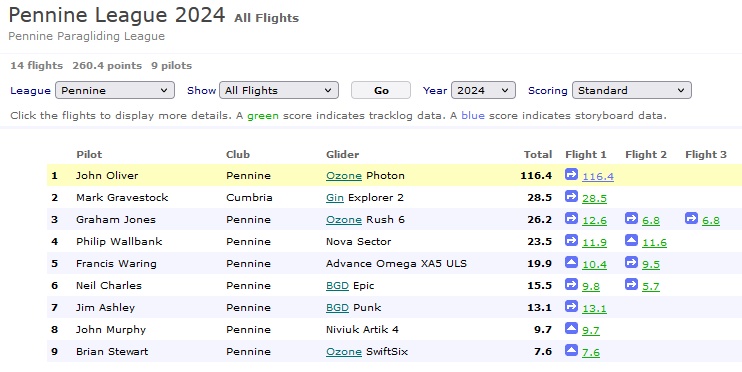 Pennine League 2024 All Flights
Pennine Paragliding League
14 flights 260.4 points 9 pilots
League Pennine Show All Flights Go Year 2024 Scoring Standard
Click the flights to display more details. A green score indicates tracklog data. A blue score indicates storyboard data.
Pilot Club Glider Total Flight 1 Flight 2 Flight 3
1 John Oliver Pennine Ozone Photon 116.4 116.4
2 Mark Gravestock Cumbria Gin Explorer 2 28.5 28.5
3 Graham Jones Pennine Ozone Rush 6 26.2 12.6 6.8 6.8
4 Philip Wallbank Pennine Nova Sector 23.5 11.9 11.6
5 Francis Waring Pennine Advance Omega XA5 ULS 19.9 10.4 9.5
6 Neil Charles Pennine BGD Epic 15.5 9.8 5.7
7 Jim Ashley Pennine BGD Punk 13.1 13.1
8 John Murphy Pennine Niviuk Artik 4 9.7 9.7
9 Brian Stewart Pennine Ozone SwiftSix 7.6 7.6